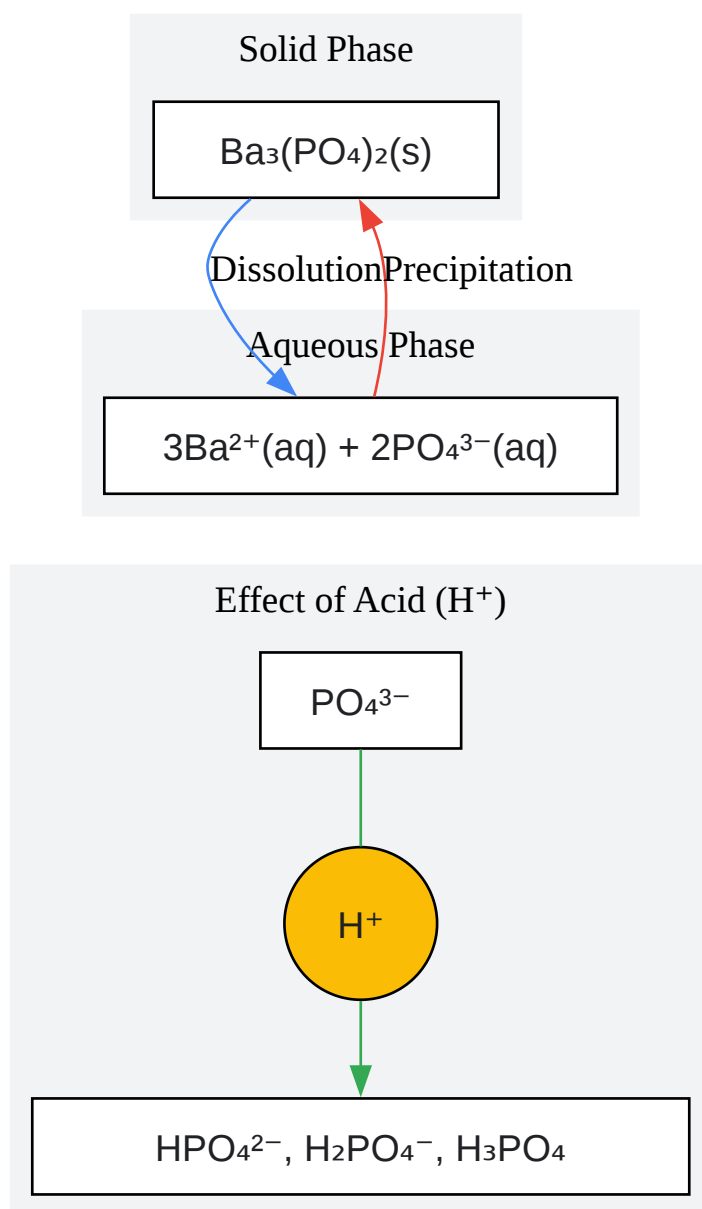 Solid Phase
Ba₃(PO₄)₂(s)
Dissolution
Precipitation
Aqueous Phase
3Ba²⁺(aq) + 2PO₄³⁻(aq)
Effect of Acid (H⁺)
PO₄³⁻
H⁺
HPO₄²⁻, H₂PO₄⁻, H₃PO₄